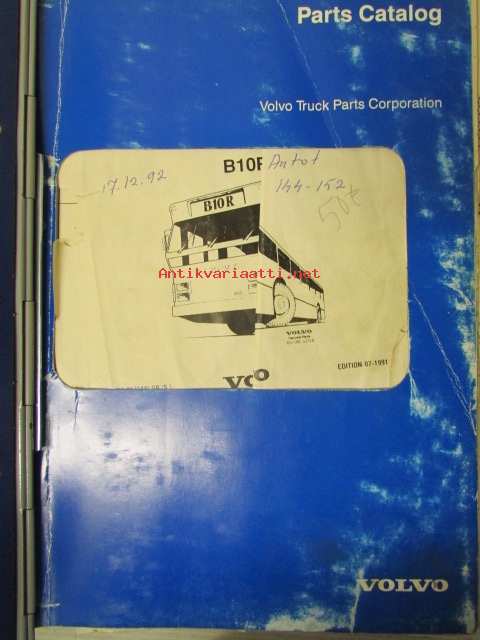 Parts Catalog
Volvo Truck Parts Corporation
17.12.92
B10R Autot
144-152
50€
B10R
Antikvariaatti.net
VOLVO
EDITION 07-1991
VOLVO